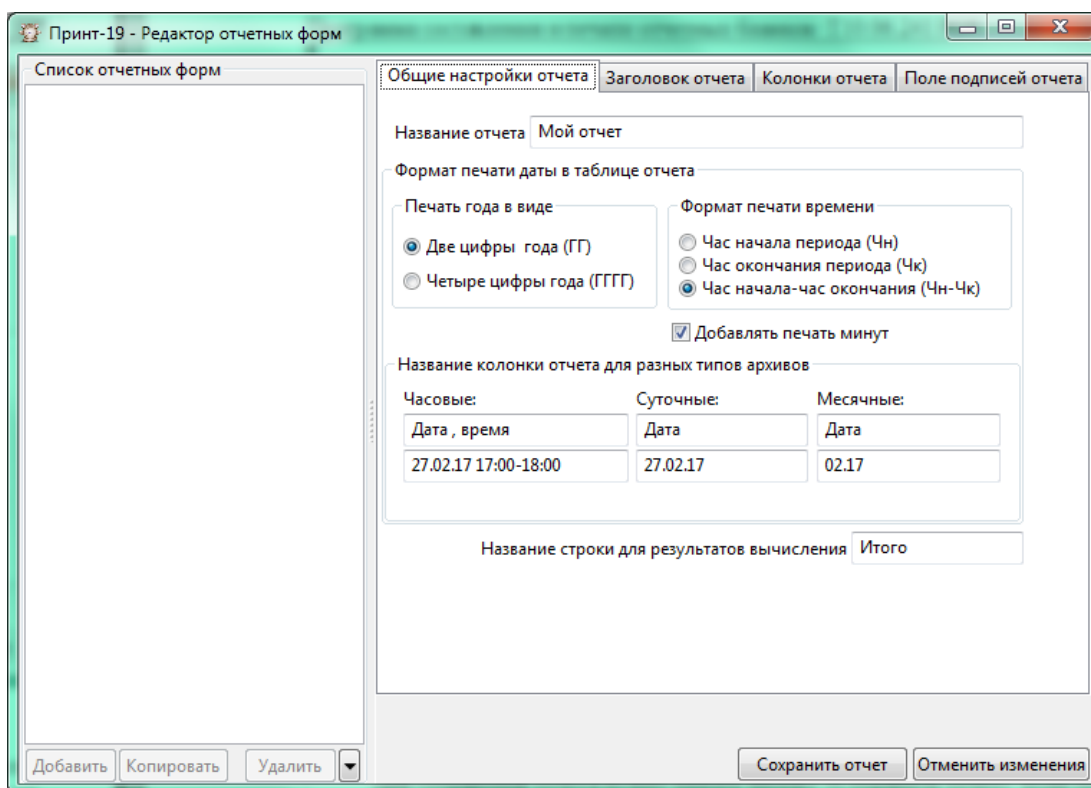 Принт-19 - Редактор отчетных форм
Список отчетных форм
Общие настройки отчета
Заголовок отчета
Колонки отчета
Поле подписей отчета
Название отчета Мой отчет
Формат печати даты в таблице отчета
Печать года в виде
Две цифры года (ГГ)
Четыре цифры года (ГГГГ)
Формат печати времени
Час начала периода (Чн)
Час окончания периода (Чк)
Час начала-час окончания (Чн-Чк)
Добавлять печать минут
Название колонки отчета для разных типов архивов
Часовые: Суточные: Месячные:
Дата , время Дата Дата
27.02.17 17:00-18:00 27.02.17 02.17
Название строки для результатов вычисления Итого
Добавить Копировать Удалить
Сохранить отчет Отменить изменения